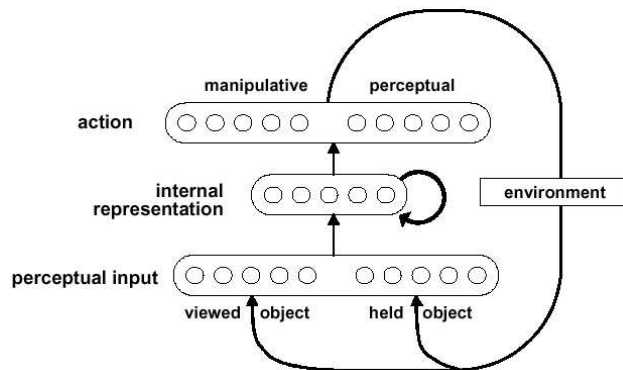 manipulative perceptual
action
internal
representation
environment
perceptual input
viewed object held object